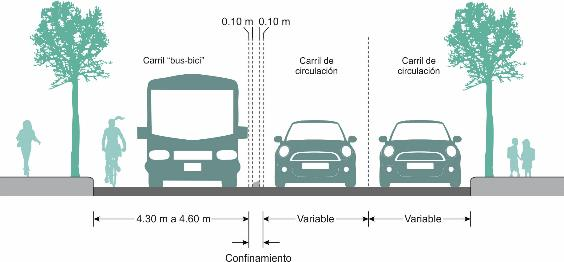 0.10 m
0.10 m
Carril “bus-bici”
Carril de
circulación
Carril de
circulación
4.30 m a 4.60 m
Variable
Variable
Confinamiento